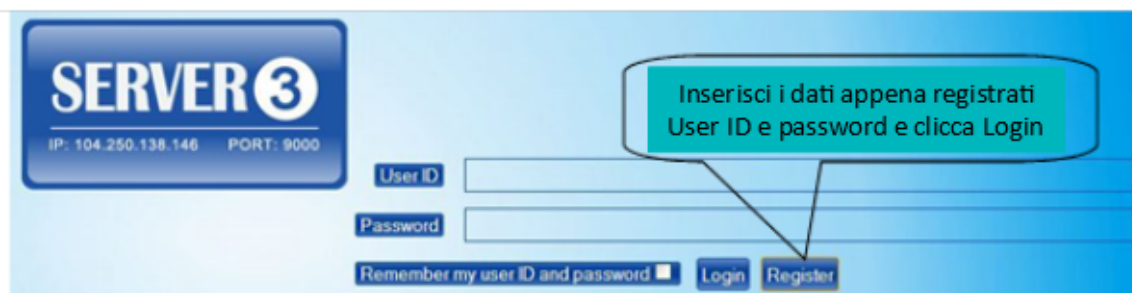 SERVER 3
IP: 104.250.138.146 PORT: 9000
Inserisci i dati appena registrati
User ID e password e clicca Login
User ID
Password
Remember my user ID and password Login Register